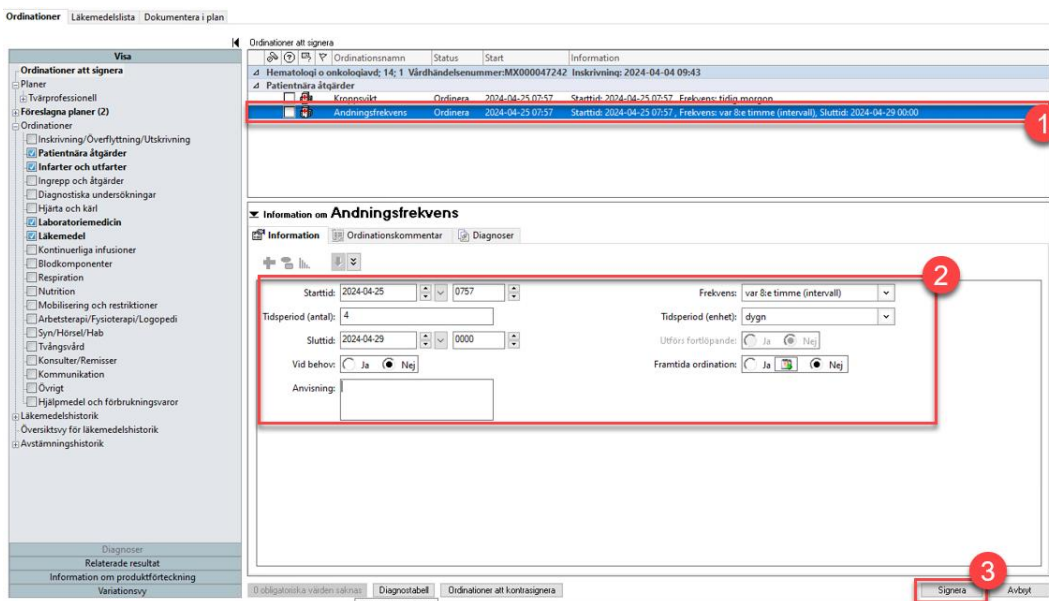 Ordinationer Läkemedelslista Dokumentera i plan
Visa
Ordinationer att signera
Planer
Tvärprofessionell
Föreslagna planer (2)
Ordinationer
Inskrivning/Överflyttning/Utskrivning
Patientnära åtgärder
Infarter och utfarter
Ingrepp och åtgärder
Diagnostiska undersökningar
Hjärta och kärl
Laboratoriemedicin
Läkemedel
Kontinuerliga infusioner
Blodkomponenter
Respiration
Nutrition
Mobilisering och restriktioner
Arbetsterapi/Fysioterapi/Logopedi
Syn/Hörsel/Hab
Tvångsvård
Konsulter/Remisser
Kommunikation
Övrigt
Hjälpmedel och förbrukningsvaror
Läkemedelshistorik
Översiktsvy för läkemedelshistorik
Avstämningshistorik
Diagnoser
Relaterade resultat
Information om produktförteckning
Variationsvy
Ordinationer att signera
Ordinationsnamn Status Start Information
Hematologi o onkologiavd; 14; 1 Vårdhändelsenummer:MX000047242 Inskrivning: 2024-04-04 09:43
Patientnära åtgärder
Kroppsvikt Ordinera 2024-04-25 07:57 Starttid: 2024-04-25 07:57, Frekvens: tidig morgon
Andningsfrekvens Ordinera 2024-04-25 07:57 Starttid: 2024-04-25 07:57, Frekvens: var 8:e timme (intervall), Sluttid: 2024-04-29 00:00
1
Information om Andningsfrekvens
Information Ordinationskommentar Diagnoser
2
Starttid: 2024-04-25 0757 Frekvens: var 8:e timme (intervall)
Tidsperiod (antal): 4 Tidsperiod (enhet): dygn
Sluttid: 2024-04-29 0000 Utförs fortlöpande: Ja Nej
Vid behov: Ja Nej Framtida ordination: Ja Nej
Anvisning:
3
0 obligatoriska värden saknas Diagnostabell Ordinationer att kontrasignera Signera Avbryt